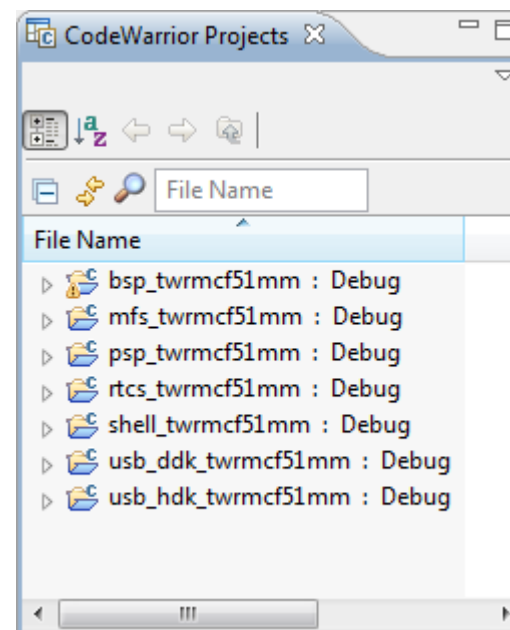 CodeWarrior Projects
File Name
File Name
bsp_twrmcf51mm : Debug
mfs_twrmcf51mm : Debug
psp_twrmcf51mm : Debug
rtcs_twrmcf51mm : Debug
shell_twrmcf51mm : Debug
usb_ddk_twrmcf51mm : Debug
usb_hdk_twrmcf51mm : Debug